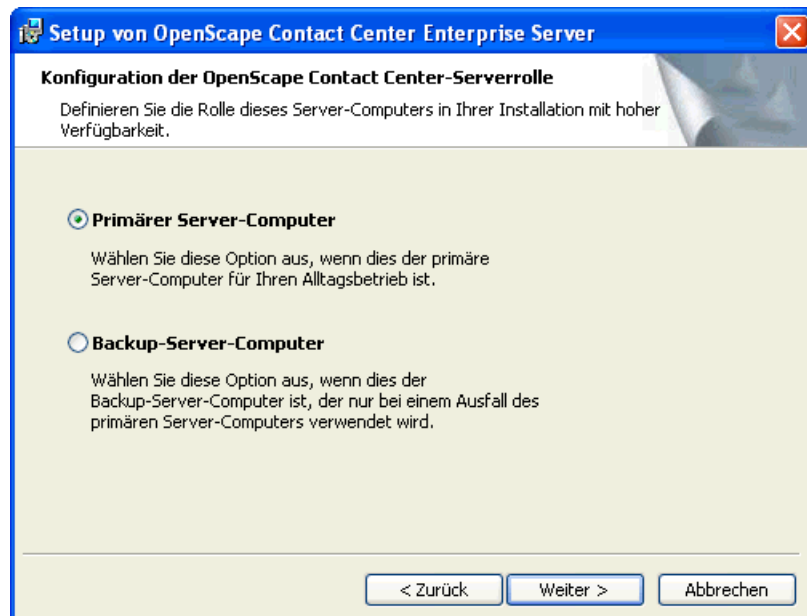 Setup von OpenScape Contact Center Enterprise Server
Konfiguration der OpenScape Contact Center-Serverrolle
Definieren Sie die Rolle dieses Server-Computers in Ihrer Installation mit hoher
Verfügbarkeit.
Primärer Server-Computer
Wählen Sie diese Option aus, wenn dies der primäre
Server-Computer für Ihren Alltagsbetrieb ist.
Backup-Server-Computer
Wählen Sie diese Option aus, wenn dies der
Backup-Server-Computer ist, der nur bei einem Ausfall des
primären Server-Computers verwendet wird.
< Zurück Weiter > Abbrechen